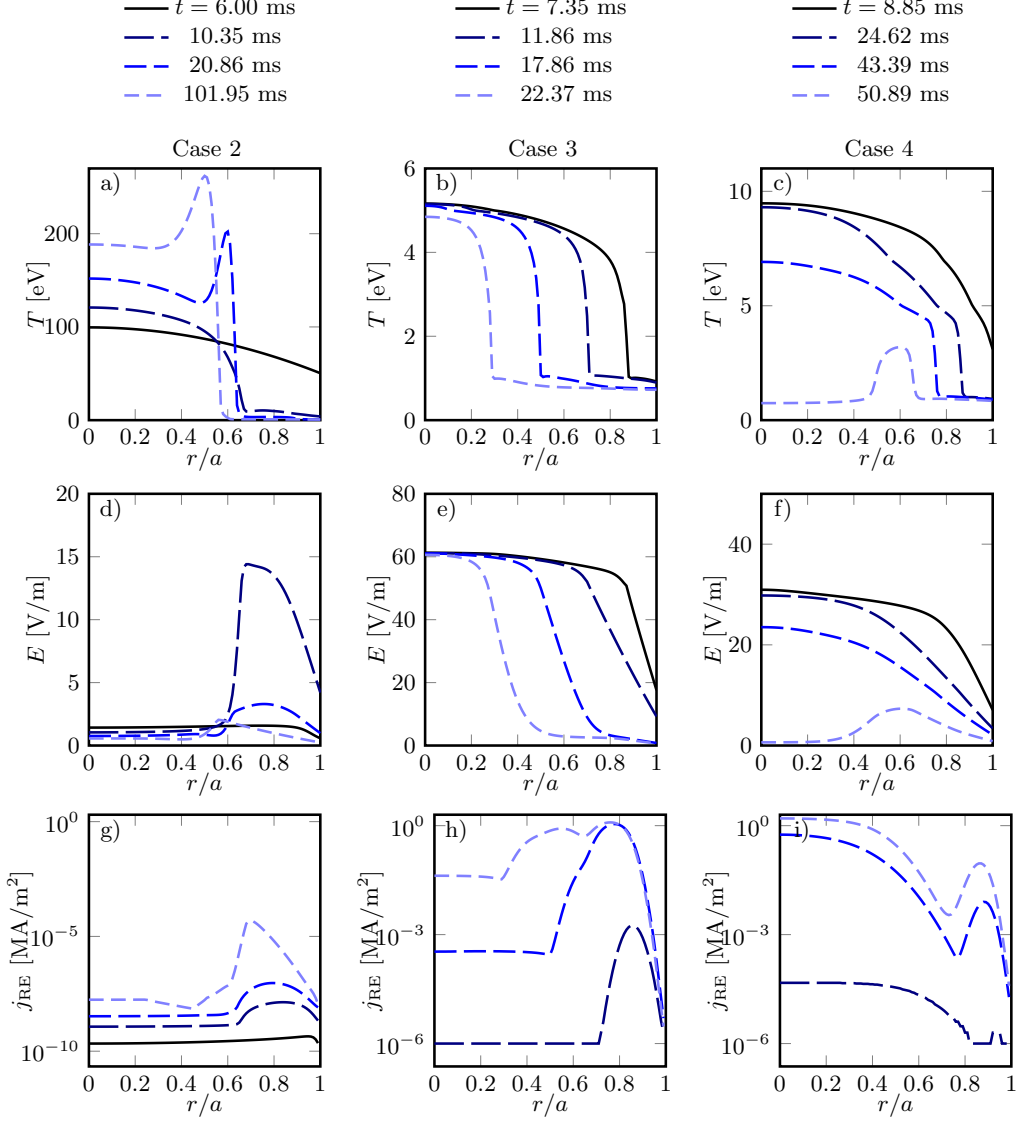 t = 6.00 ms
10.35 ms
20.86 ms
101.95 ms
t = 7.35 ms
11.86 ms
17.86 ms
22.37 ms
t = 8.85 ms
24.62 ms
43.39 ms
50.89 ms
Case 2
a)
T [eV]
200
100
0
0 0.2 0.4 0.6 0.8 1
r/a
Case 3
b)
T [eV]
6
4
2
0
0 0.2 0.4 0.6 0.8 1
r/a
Case 4
c)
T [eV]
10
5
0
0 0.2 0.4 0.6 0.8 1
r/a
d)
E [V/m]
20
15
10
5
0
0 0.2 0.4 0.6 0.8 1
r/a
e)
E [V/m]
80
60
40
20
0
0 0.2 0.4 0.6 0.8 1
r/a
f)
E [V/m]
40
20
0
0 0.2 0.4 0.6 0.8 1
r/a
g)
j_RE [MA/m²]
10⁰
10⁻⁵
10⁻¹⁰
0 0.2 0.4 0.6 0.8 1
r/a
h)
j_RE [MA/m²]
10⁰
10⁻³
10⁻⁶
0 0.2 0.4 0.6 0.8 1
r/a
i)
j_RE [MA/m²]
10⁰
10⁻³
10⁻⁶
0 0.2 0.4 0.6 0.8 1
r/a